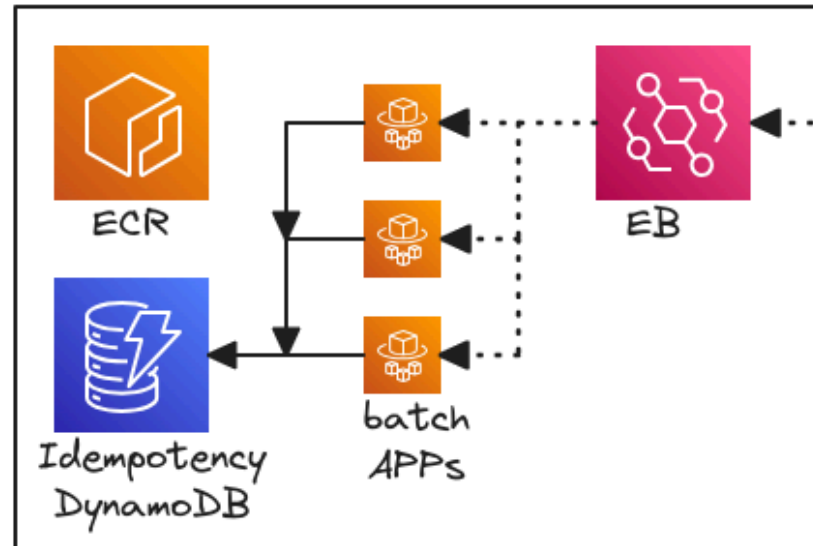 ECR
EB
Idempotency
DynamoDB
batch
APPs